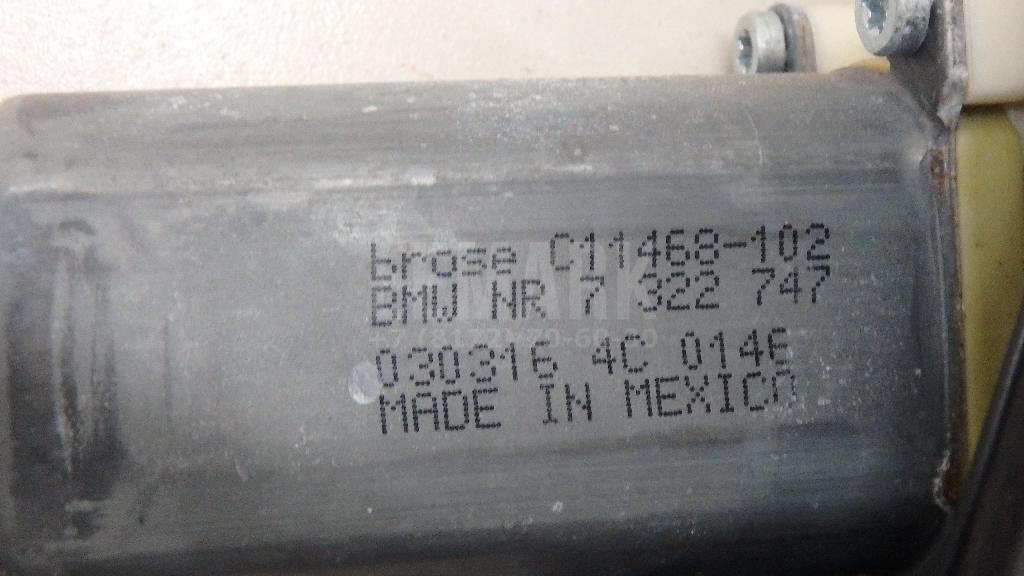 brose C11468-102
BMW NR 7 322 747
030316 4C 0146
MADE IN MEXICO